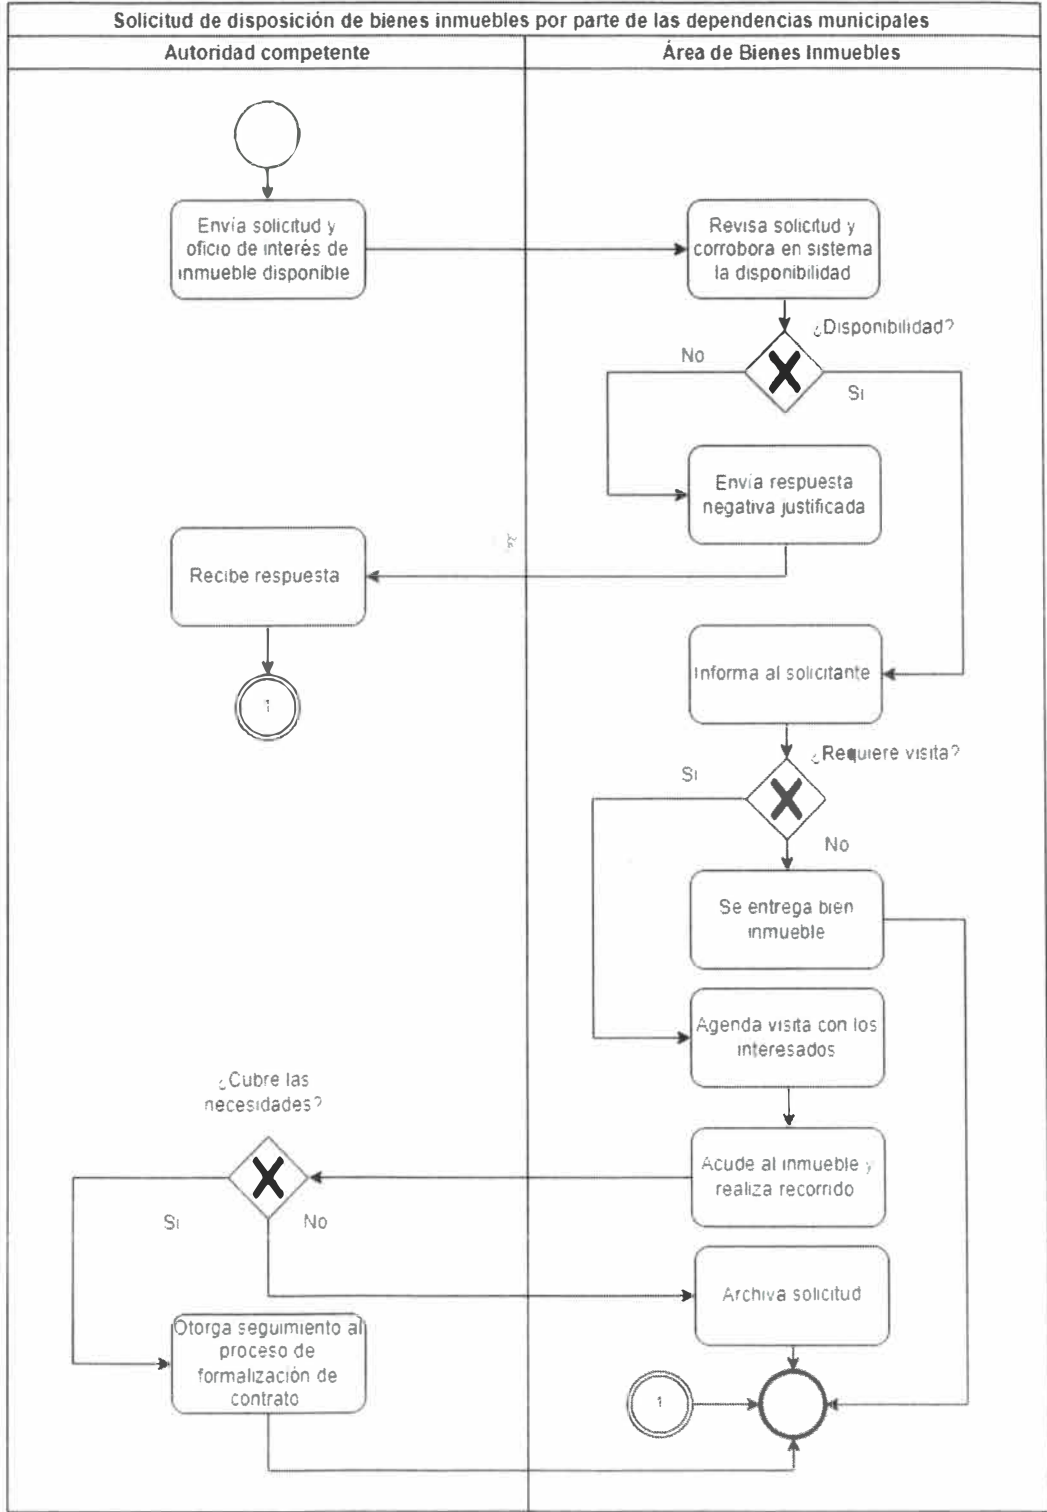 Solicitud de disposición de bienes inmuebles por parte de las dependencias municipales
Autoridad competente
Área de Bienes Inmuebles
Envía solicitud y
oficio de interés de
inmueble disponible
Revisa solicitud y
corrobora en sistema
la disponibilidad
¿Disponibilidad?
No
Si
Envía respuesta
negativa justificada
Recibe respuesta
1
Informa al solicitante
¿Requiere visita?
Si
No
Se entrega bien
inmueble
Agenda visita con los
interesados
¿Cubre las
necesidades?
Acude al inmueble y
realiza recorrido
Si
No
Archiva solicitud
Otorga seguimiento al
proceso de
formalización de
contrato
1